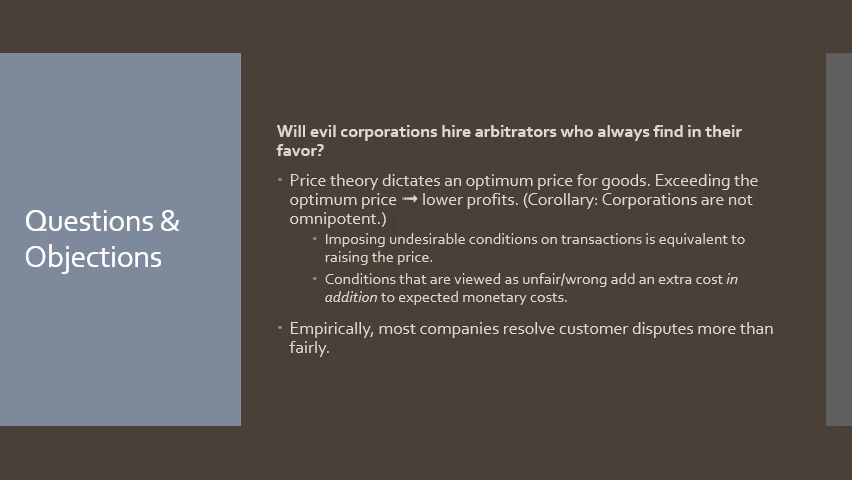 Questions &
Objections
Will evil corporations hire arbitrators who always find in their
favor?
• Price theory dictates an optimum price for goods. Exceeding the
optimum price → lower profits. (Corollary: Corporations are not
omnipotent.)
• Imposing undesirable conditions on transactions is equivalent to
raising the price.
• Conditions that are viewed as unfair/wrong add an extra cost in
addition to expected monetary costs.
• Empirically, most companies resolve customer disputes more than
fairly.